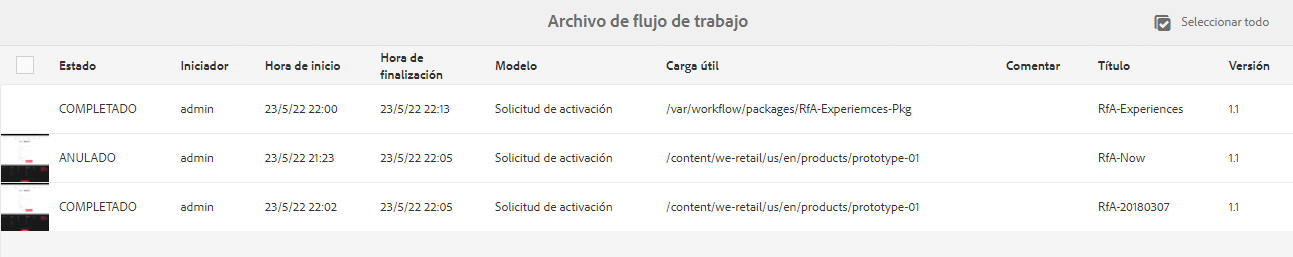 Archivo de flujo de trabajo
Seleccionar todo
Estado Iniciador Hora de inicio Hora de finalización Modelo Carga útil Comentar Título Versión
COMPLETADO admin 23/5/22 22:00 23/5/22 22:13 Solicitud de activación /var/workflow/packages/RfA-Experiemces-Pkg RfA-Experiences 1.1
ANULADO admin 23/5/22 21:23 23/5/22 22:05 Solicitud de activación /content/we-retail/us/en/products/prototype-01 RfA-Now 1.1
COMPLETADO admin 23/5/22 22:02 23/5/22 22:05 Solicitud de activación /content/we-retail/us/en/products/prototype-01 RfA-20180307 1.1